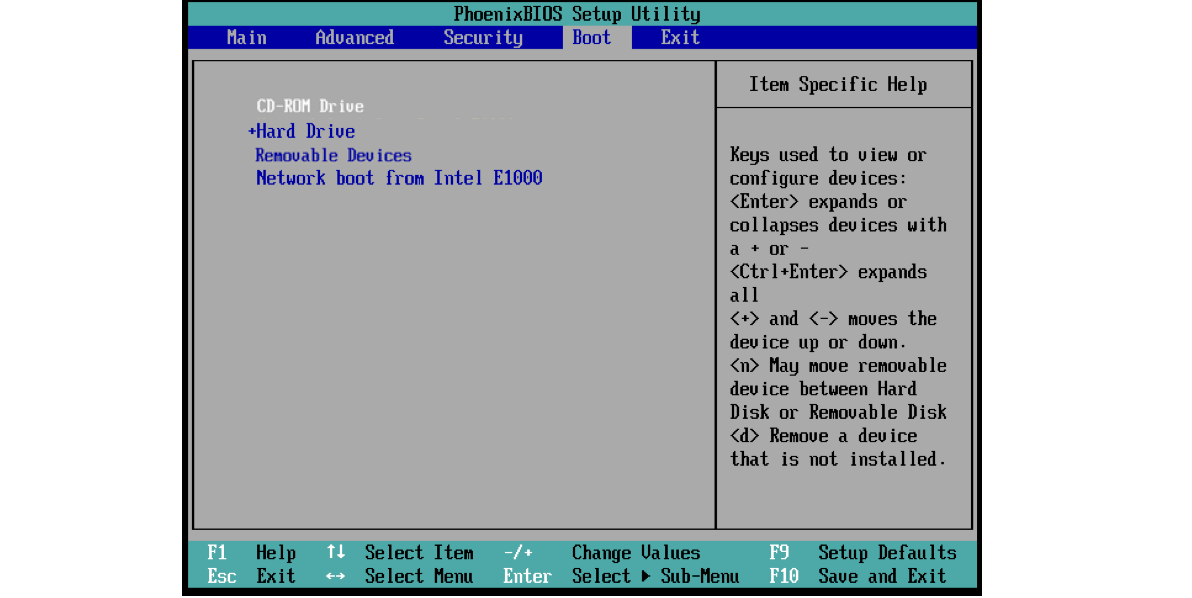 PhoenixBIOS Setup Utility
Main Advanced Security Boot Exit
CD-ROM Drive
+Hard Drive
Removable Devices
Network boot from Intel E1000
Item Specific Help
Keys used to view or
configure devices:
<Enter> expands or
collapses devices with
a + or -
<Ctrl+Enter> expands
all
<+> and <-> moves the
device up or down.
<n> May move removable
device between Hard
Disk or Removable Disk
<d> Remove a device
that is not installed.
F1 Help ↑↓ Select Item -/+ Change Values F9 Setup Defaults
Esc Exit ↔ Select Menu Enter Select ▶ Sub-Menu F10 Save and Exit